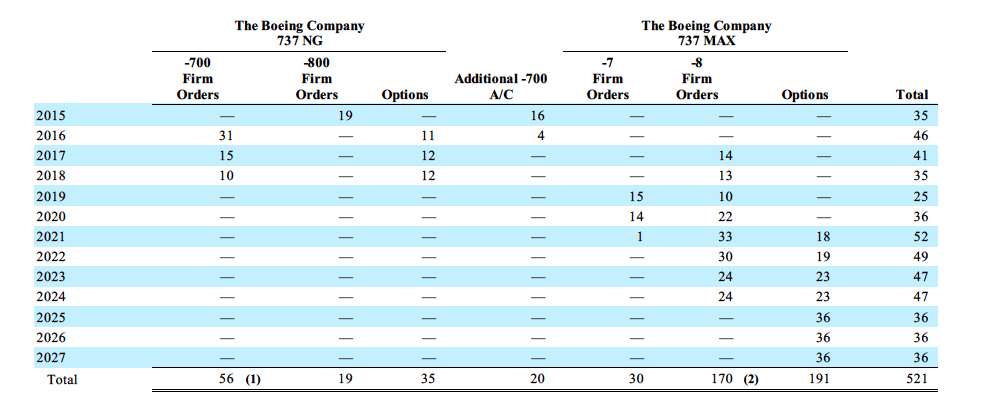 The Boeing Company The Boeing Company
737 NG 737 MAX
-700 -800 -7 -8
Firm Firm Additional -700 Firm Firm
Orders Orders Options A/C Orders Orders Options Total
2015 — 19 — 16 — — — 35
2016 31 — 11 4 — — — 46
2017 15 — 12 — — 14 — 41
2018 10 — 12 — — 13 — 35
2019 — — — — 15 10 — 25
2020 — — — — 14 22 — 36
2021 — — — — 1 33 18 52
2022 — — — — — 30 19 49
2023 — — — — — 24 23 47
2024 — — — — — 24 23 47
2025 — — — — — — 36 36
2026 — — — — — — 36 36
2027 — — — — — — 36 36
Total 56 (1) 19 35 20 30 170 (2) 191 521